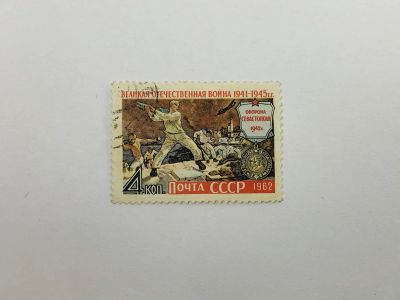 ВЕЛИКАЯ ОТЕЧЕСТВЕННАЯ ВОЙНА 1941-1945гг.
ОБОРОНА
СЕВАСТОПОЛЯ
1942г.
4 КОП.
ПОЧТА СССР
1962